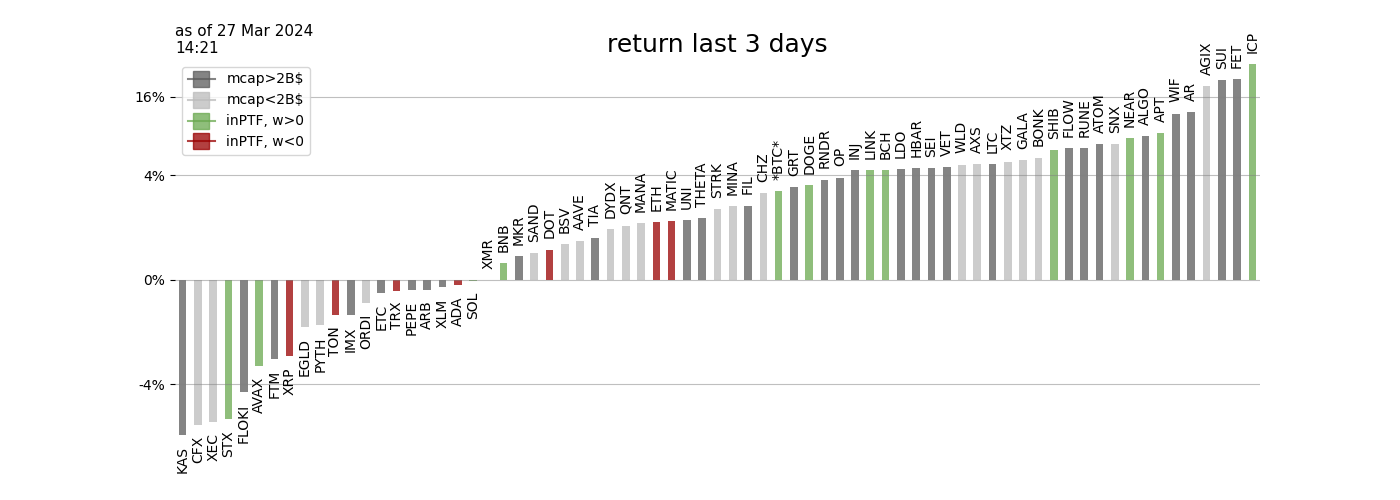 as of 27 Mar 2024
14:21
return last 3 days
mcap>2B$
mcap<2B$
inPTF, w>0
inPTF, w<0
16%
4%
0%
-4%
KAS
CFX
XEC
STX
FLOKI
AVAX
FTM
XRP
EGLD
PYTH
TON
IMX
ORDI
ETC
TRX
PEPE
ARB
XLM
ADA
SOL
XMR
BNB
MKR
SAND
DOT
BSV
AAVE
TIA
DYDX
QNT
MANA
ETH
MATIC
UNI
THETA
STRK
MINA
FIL
CHZ
*BTC*
GRT
DOGE
RNDR
OP
INJ
LINK
BCH
LDO
HBAR
SEI
VET
WLD
AXS
LTC
XTZ
GALA
BONK
SHIB
FLOW
RUNE
ATOM
SNX
NEAR
ALGO
APT
WIF
AR
AGIX
SUI
FET
ICP